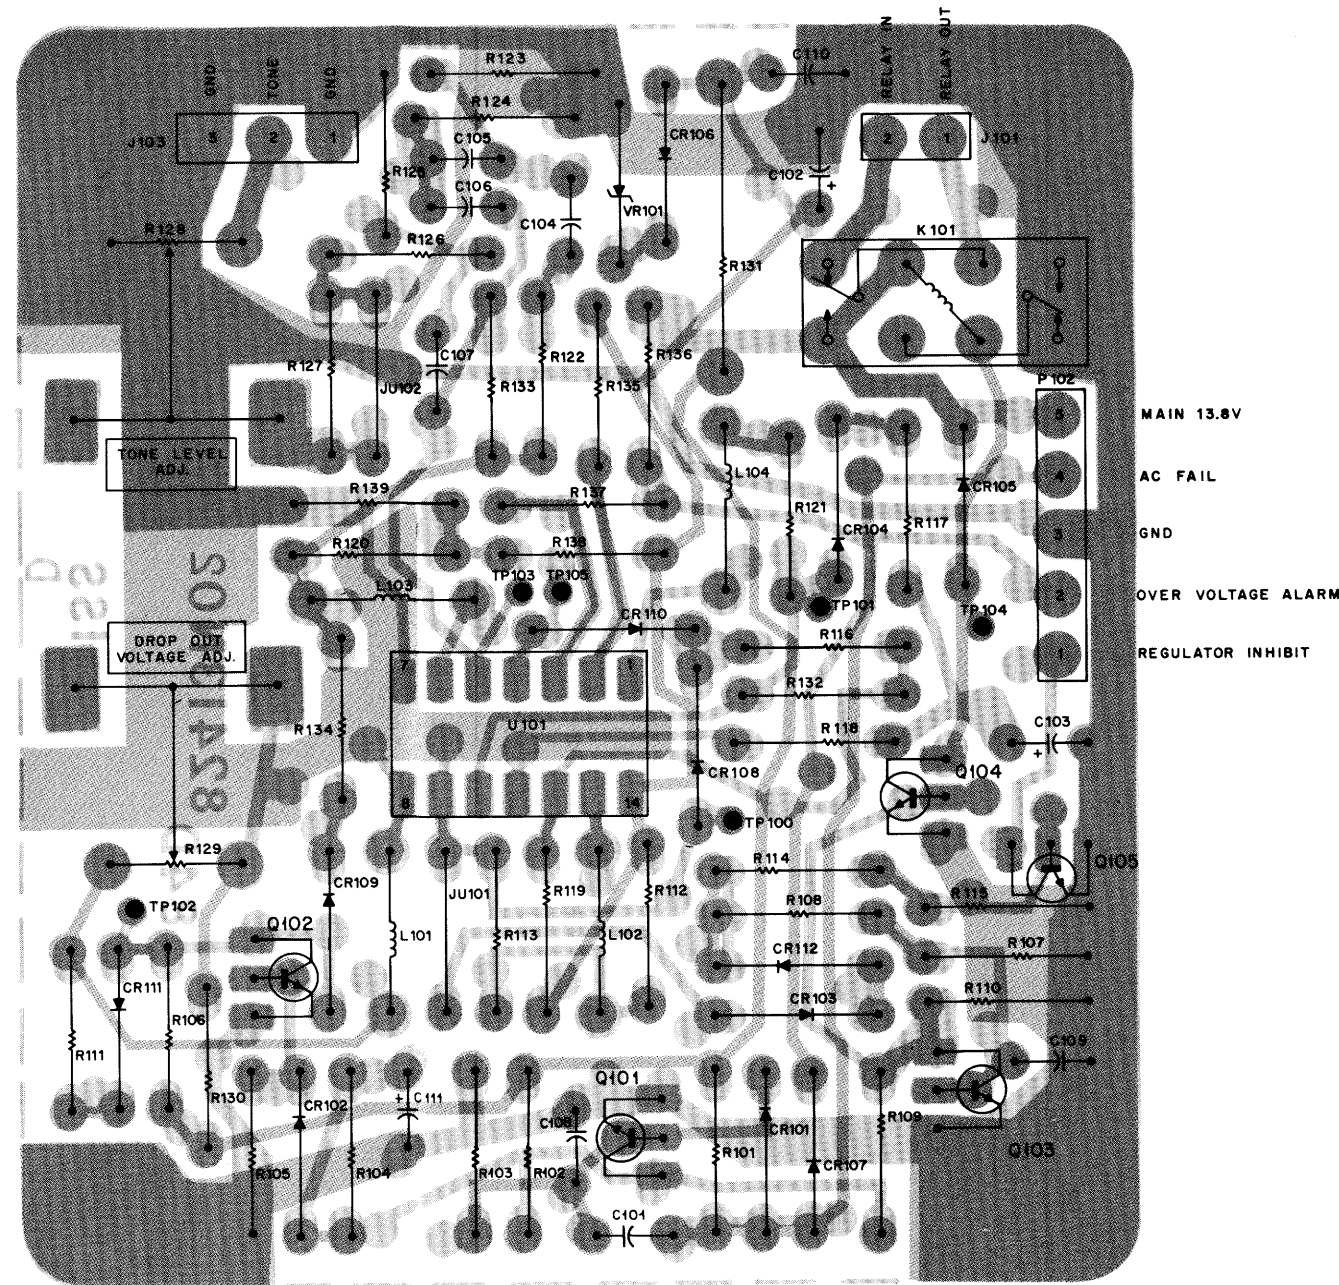 GND
TONE
GND
RELAY IN
RELAY OUT
R123
C110
R124
J103
3
2
1
C105
CR106
2
1
J101
R125
C106
C102
+
C104
VR101
R128
R126
K101
R131
R127
JU102
C107
R133
R122
R135
R136
P102
5
MAIN 13.8V
TONE LEVEL
ADJ.
4
AC FAIL
R139
R137
L104
R121
CR104
R117
CR105
3
GND
R120
R138
L103
TP103
TP105
TP101
TP104
2
OVER VOLTAGE ALARM
CR110
DROP OUT
VOLTAGE ADJ.
R116
1
REGULATOR INHIBIT
7
1
R132
R134
U101
R118
C103
+
CR108
Q104
8
14
TP100
R129
R114
Q105
CR109
JU101
R119
R112
TP102
R108
R115
Q102
L101
R113
L102
CR112
R107
CR111
CR103
R110
R106
R111
C109
R130
CR102
+
C111
Q101
C108
CR101
R109
R105
R104
R103
R102
R101
CR107
Q103
C101